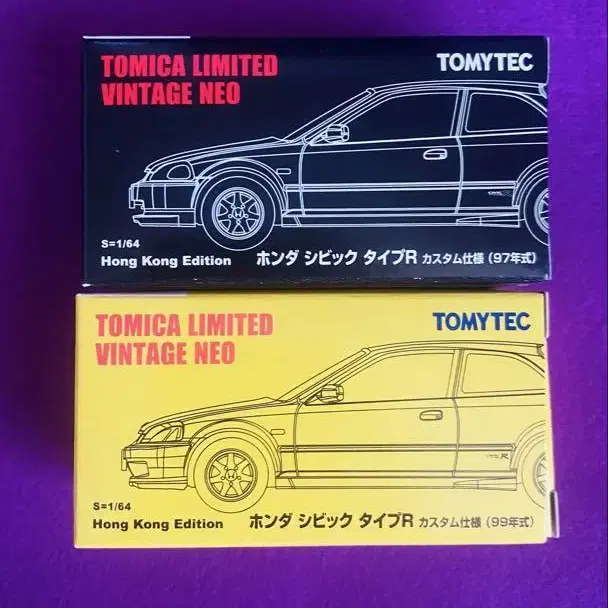 TOMICA LIMITED
VINTAGE NEO
TOMYTEC
S=1/64
Hong Kong Edition
ホンダ シビック タイプR カスタム仕様 (97年式)
TOMICA LIMITED
VINTAGE NEO
TOMYTEC
S=1/64
Hong Kong Edition
ホンダ シビック タイプR カスタム仕様 (99年式)